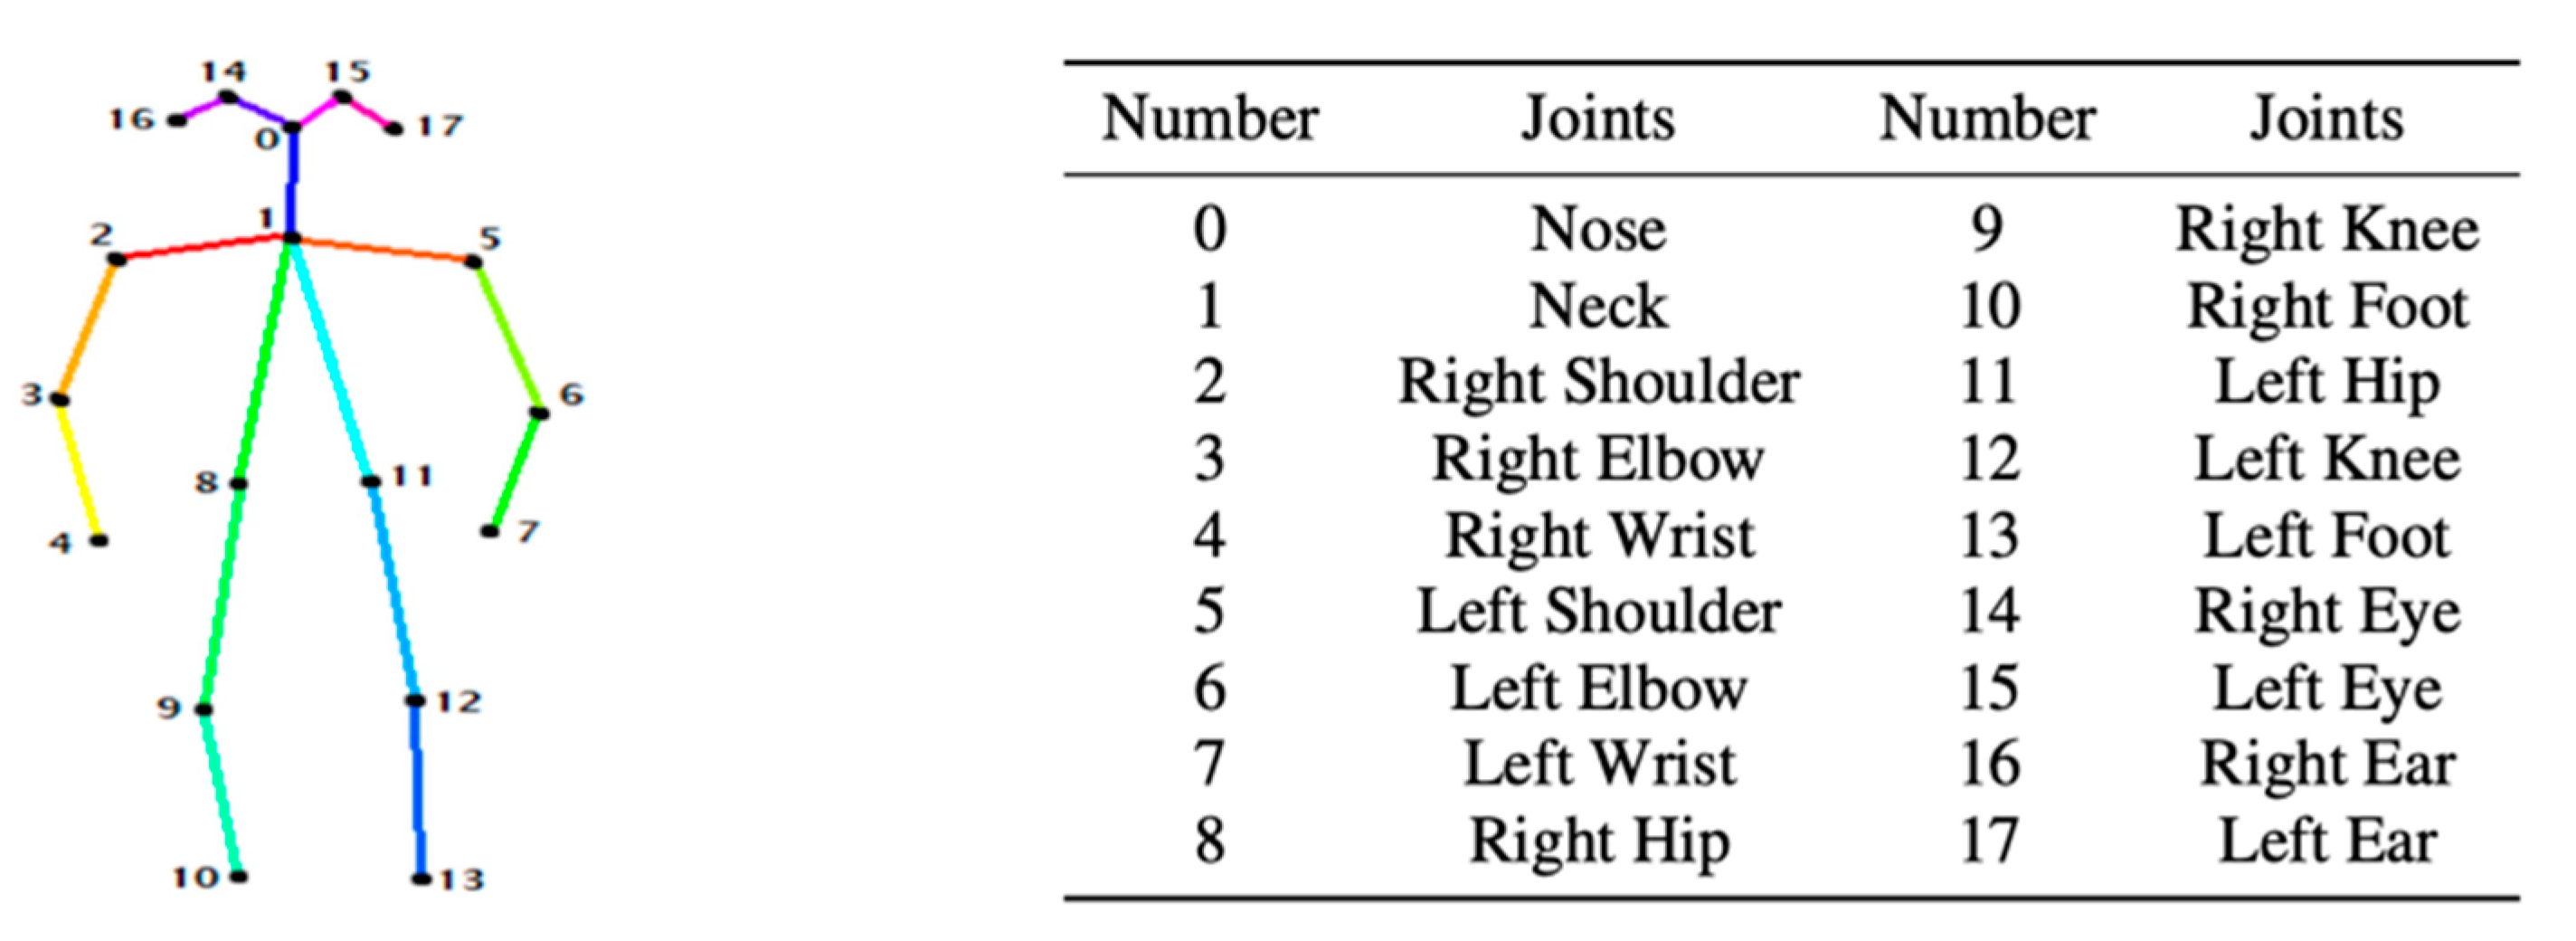 14 15
16 0 17
1
2 5
3 6
8 11
4 7
9 12
10 13
Number Joints Number Joints
0 Nose 9 Right Knee
1 Neck 10 Right Foot
2 Right Shoulder 11 Left Hip
3 Right Elbow 12 Left Knee
4 Right Wrist 13 Left Foot
5 Left Shoulder 14 Right Eye
6 Left Elbow 15 Left Eye
7 Left Wrist 16 Right Ear
8 Right Hip 17 Left Ear